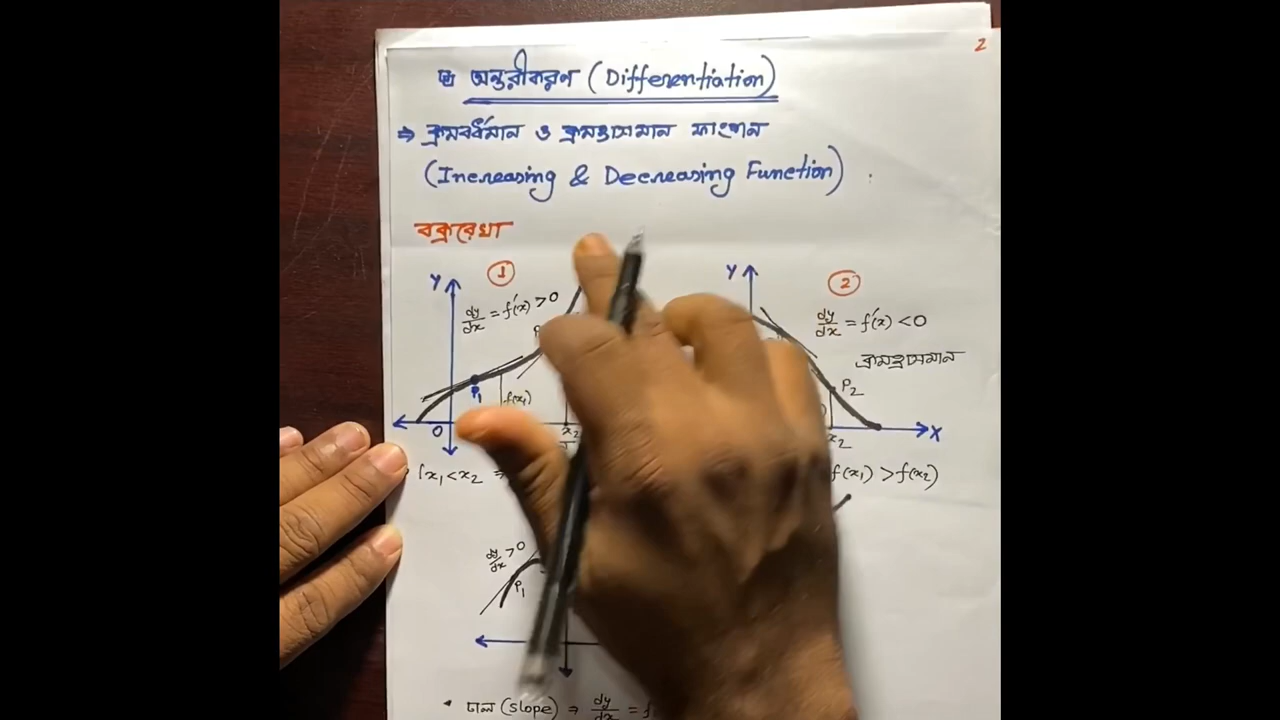 2
অন্তরীকরণ (Differentiation)
⇒ ক্রমবর্ধমান ও ক্রমহ্রাসমান ফাংশন
(Increasing & Decreasing Function)
বক্ররেখা
1
Y
dy/dx = f'(x) > 0
P₁
f(x₁)
O
x₂
x₁ < x₂ ⇒
2
Y
dy/dx = f'(x) < 0
ক্রমহ্রাসমান
P₂
x₂
X
f(x₁) > f(x₂)
dy/dx > 0
P₁
• ঢাল (slope) ⇒ dy/dx = f